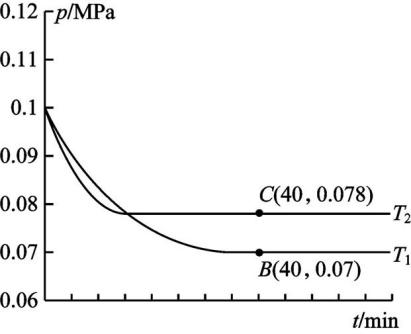 0.12
p/MPa
0.11
0.1
0.09
C(40, 0.078)
0.08
T₂
0.07
T₁
B(40, 0.07)
0.06
t/min